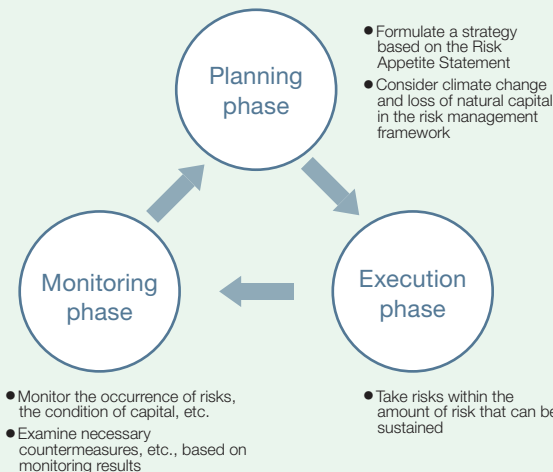 Planning
phase
● Formulate a strategy
based on the Risk
Appetite Statement
● Consider climate change
and loss of natural capital
in the risk management
framework
Monitoring
phase
Execution
phase
● Monitor the occurrence of risks,
the condition of capital, etc.
● Examine necessary
countermeasures, etc., based on
monitoring results
● Take risks within the
amount of risk that can be
sustained